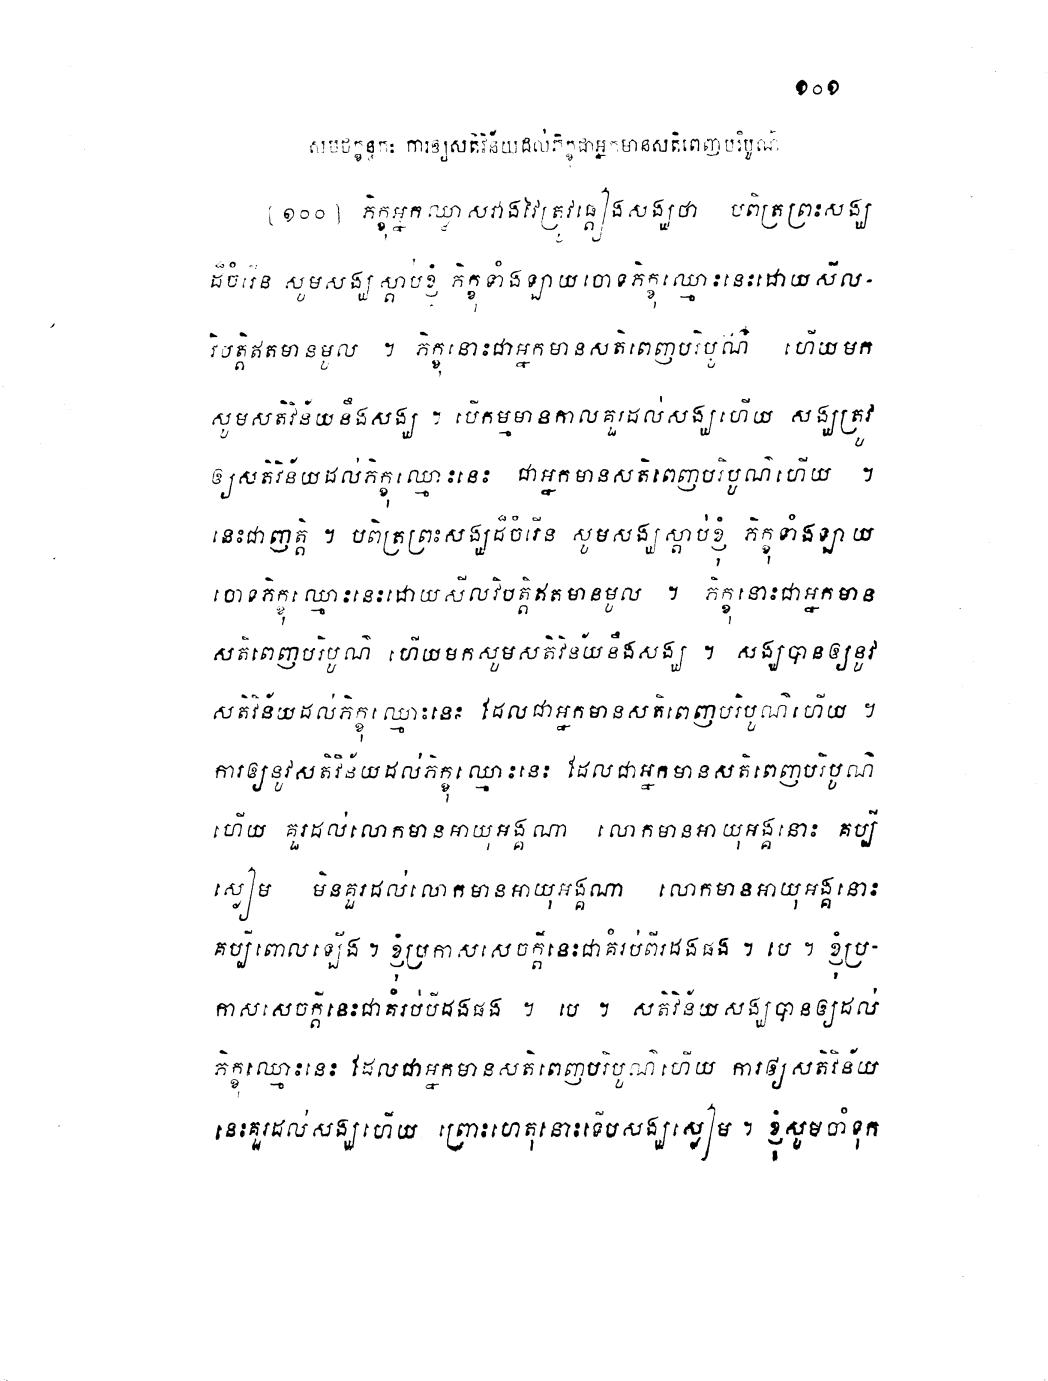 ១០១
សមថក្ខន្ធកៈ ការឲ្យសតិវិន័យដល់ភិក្ខុជាអ្នកមានសតិពេញបរិបូណ៌
[១០០] ភិក្ខុអ្នកឈ្លាសវាងវៃត្រូវផ្តៀងសង្ឃថា បពិត្រព្រះសង្ឃ
ដ៏ចំរើន សូមសង្ឃស្តាប់ខ្ញុំ ភិក្ខុទាំងឡាយចោទភិក្ខុឈ្មោះនេះដោយសីល-
វិបត្តិឥតមានមូល ។ ភិក្ខុនោះជាអ្នកមានសតិពេញបរិបូណ៌ ហើយមក
សូមសតិវិន័យនឹងសង្ឃ ។ បើកម្មមានកាលគួរដល់សង្ឃហើយ សង្ឃត្រូវ
ឲ្យសតិវិន័យដល់ភិក្ខុឈ្មោះនេះ ជាអ្នកមានសតិពេញបរិបូណ៌ហើយ ។
នេះជាញត្តិ ។ បពិត្រព្រះសង្ឃដ៏ចំរើន សូមសង្ឃស្តាប់ខ្ញុំ ភិក្ខុទាំងឡាយ
ចោទភិក្ខុឈ្មោះនេះដោយសីលវិបត្តិឥតមានមូល ។ ភិក្ខុនោះជាអ្នកមាន
សតិពេញបរិបូណ៌ ហើយមកសូមសតិវិន័យនឹងសង្ឃ ។ សង្ឃបានឲ្យនូវ
សតិវិន័យដល់ភិក្ខុឈ្មោះនេះ ដែលជាអ្នកមានសតិពេញបរិបូណ៌ហើយ ។
ការឲ្យនូវសតិវិន័យដល់ភិក្ខុឈ្មោះនេះ ដែលជាអ្នកមានសតិពេញបរិបូណ៌
ហើយ គួរដល់លោកមានអាយុអង្គណា លោកមានអាយុអង្គនោះ គប្បី
ស្ងៀម មិនគួរដល់លោកមានអាយុអង្គណា លោកមានអាយុអង្គនោះ
គប្បីពោលឡើង ។ ខ្ញុំប្រកាសសេចក្តីនេះជាគំរប់ពីរដងផង ។ បេ ។ ខ្ញុំប្រ-
កាសសេចក្តីនេះជាគំរប់បីដងផង ។ បេ ។ សតិវិន័យសង្ឃបានឲ្យដល់
ភិក្ខុឈ្មោះនេះ ដែលជាអ្នកមានសតិពេញបរិបូណ៌ហើយ ការឲ្យសតិវិន័យ
នេះគួរដល់សង្ឃហើយ ព្រោះហេតុនោះទើបសង្ឃស្ងៀម ។ ខ្ញុំសូមចាំទុក